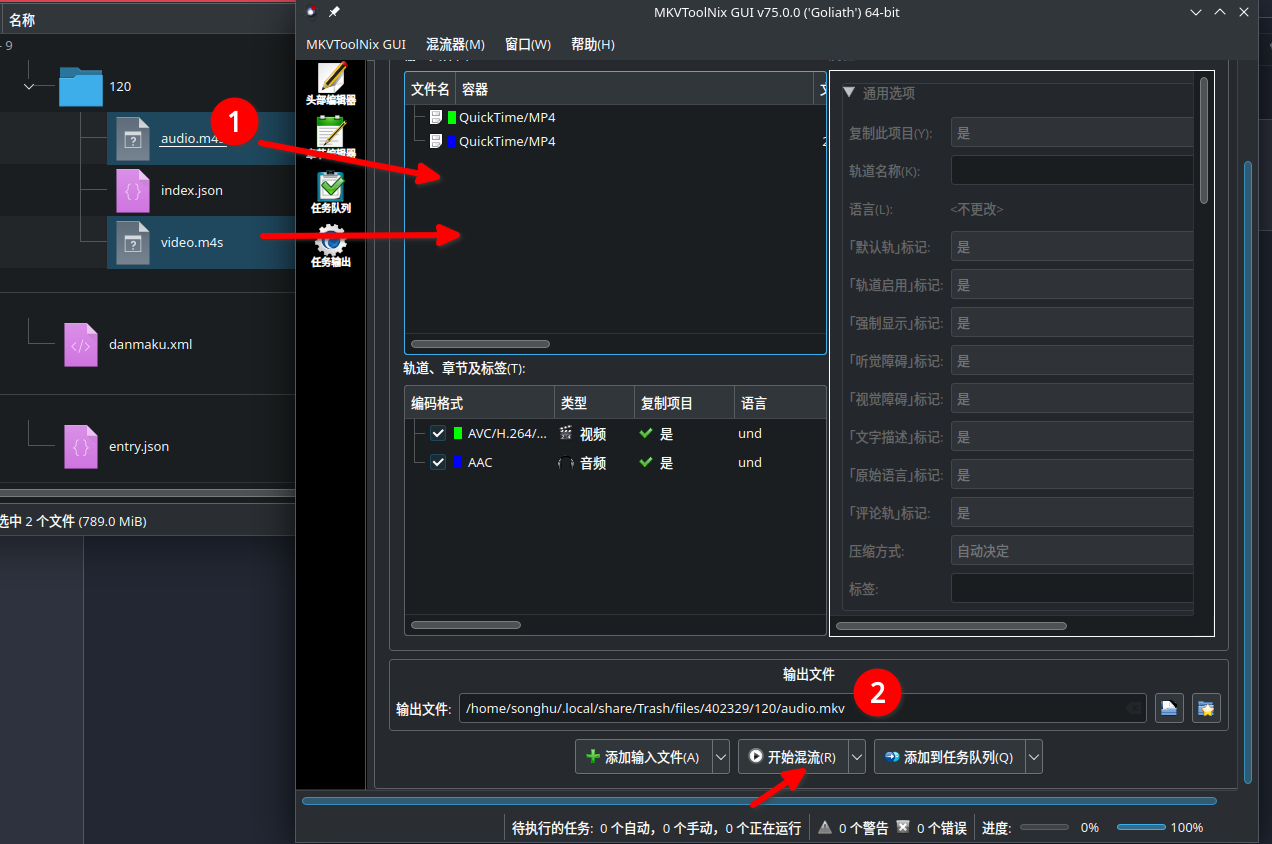 名称
MKVToolNix GUI v75.0.0 ('Goliath') 64-bit
9
MKVToolNix GUI 混流器(M) 窗口(W) 帮助(H)
120
头部编辑器
文件名 容器
通用选项
1
audio.m4s
QuickTime/MP4
QuickTime/MP4
2
章节编辑器
复制此项目(Y): 是
轨道名称(K):
index.json
任务队列
语言(L): <不更改>
video.m4s
「默认轨」标记: 是
任务输出
「轨道启用」标记: 是
「强制显示」标记: 是
danmaku.xml
「听觉障碍」标记: 是
轨道、章节及标签(T):
编码格式 类型 复制项目 语言
「视觉障碍」标记: 是
AVC/H.264/... 视频 是 und
「文字描述」标记: 是
entry.json
AAC 音频 是 und
「原始语言」标记: 是
选中 2 个文件 (789.0 MiB)
「评论轨」标记: 是
压缩方式: 自动决定
标签:
输出文件
2
输出文件: /home/songhu/.local/share/Trash/files/402329/120/audio.mkv
添加输入文件(A) 开始混流(R) 添加到任务队列(Q)
待执行的任务: 0 个自动，0 个手动，0 个正在运行 0 个警告 0 个错误 进度: 0% 100%